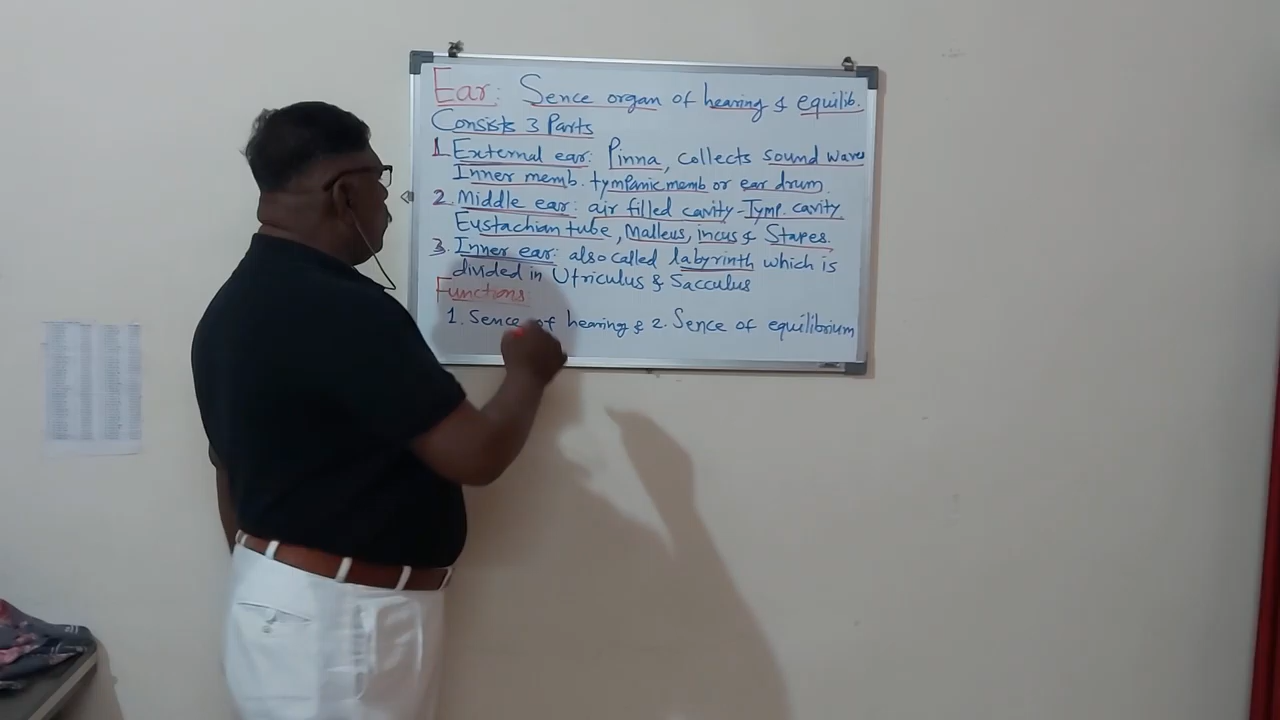 Ear: Sence organ of hearing & equilib.
Consists 3 Parts
1. External ear: Pinna, collects sound waves
Inner memb. tympanic memb or ear drum.
2. Middle ear: air filled cavity - Tymp. cavity
Eustachian tube, Malleus, incus & Stapes.
3. Inner ear: also called labyrinth which is
divided in Utriculus & Sacculus
Functions:
1. Sence of hearing & 2. Sence of equilibrium